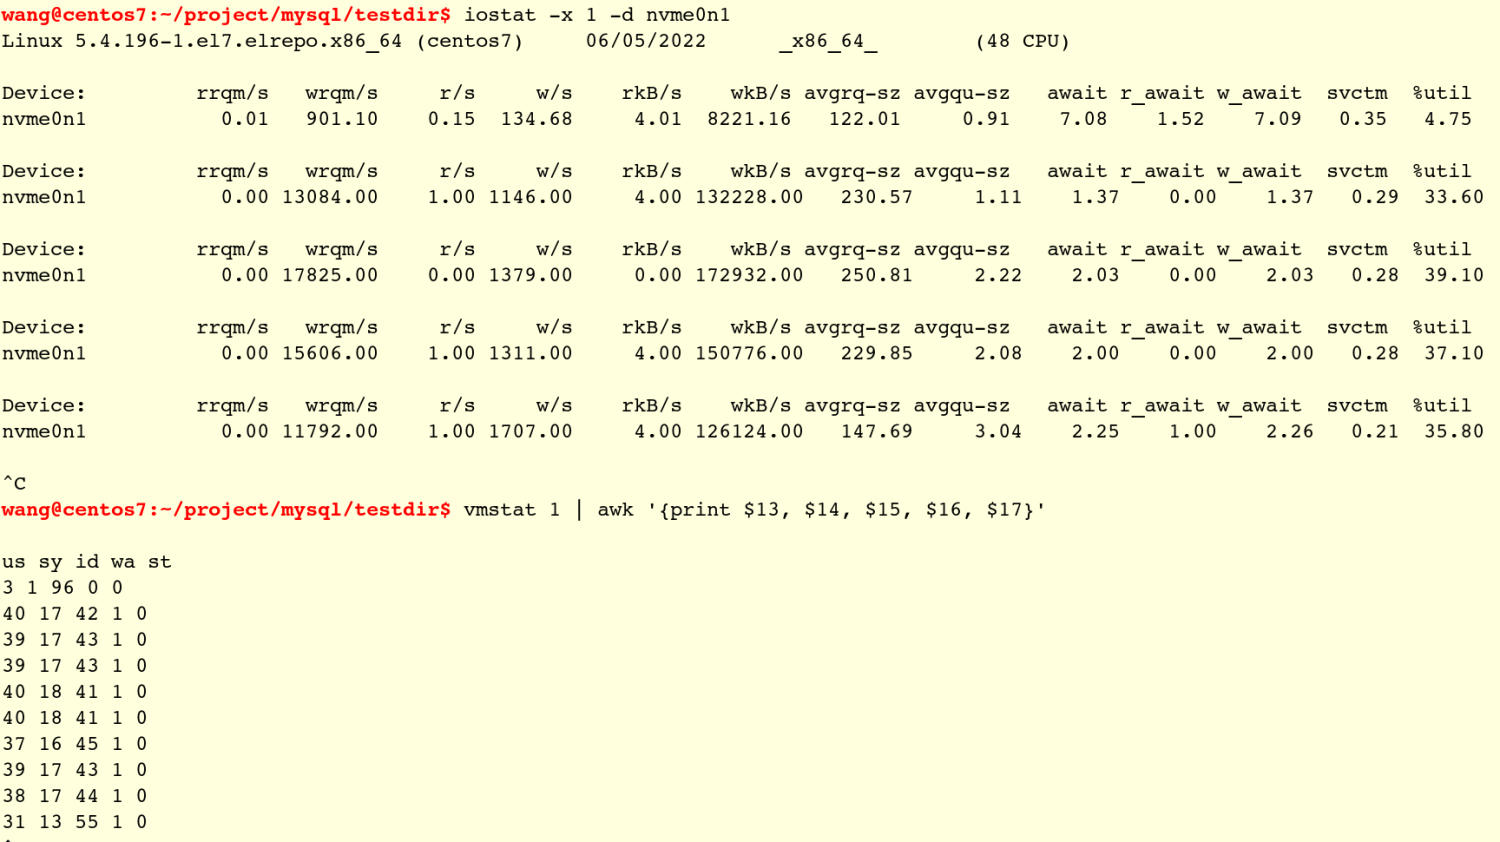 wang@centos7:~/project/mysql/testdir$ iostat -x 1 -d nvme0n1
Linux 5.4.196-1.el7.elrepo.x86_64 (centos7) 06/05/2022 _x86_64_ (48 CPU)
Device: rrqm/s wrqm/s r/s w/s rkB/s wkB/s avgrq-sz avgqu-sz await r_await w_await svctm %util
nvme0n1 0.01 901.10 0.15 134.68 4.01 8221.16 122.01 0.91 7.08 1.52 7.09 0.35 4.75
Device: rrqm/s wrqm/s r/s w/s rkB/s wkB/s avgrq-sz avgqu-sz await r_await w_await svctm %util
nvme0n1 0.00 13084.00 1.00 1146.00 4.00 132228.00 230.57 1.11 1.37 0.00 1.37 0.29 33.60
Device: rrqm/s wrqm/s r/s w/s rkB/s wkB/s avgrq-sz avgqu-sz await r_await w_await svctm %util
nvme0n1 0.00 17825.00 0.00 1379.00 0.00 172932.00 250.81 2.22 2.03 0.00 2.03 0.28 39.10
Device: rrqm/s wrqm/s r/s w/s rkB/s wkB/s avgrq-sz avgqu-sz await r_await w_await svctm %util
nvme0n1 0.00 15606.00 1.00 1311.00 4.00 150776.00 229.85 2.08 2.00 0.00 2.00 0.28 37.10
Device: rrqm/s wrqm/s r/s w/s rkB/s wkB/s avgrq-sz avgqu-sz await r_await w_await svctm %util
nvme0n1 0.00 11792.00 1.00 1707.00 4.00 126124.00 147.69 3.04 2.25 1.00 2.26 0.21 35.80
^C
wang@centos7:~/project/mysql/testdir$ vmstat 1 | awk '{print $13, $14, $15, $16, $17}'
us sy id wa st
3 1 96 0 0
40 17 42 1 0
39 17 43 1 0
39 17 43 1 0
40 18 41 1 0
40 18 41 1 0
37 16 45 1 0
39 17 43 1 0
38 17 44 1 0
31 13 55 1 0